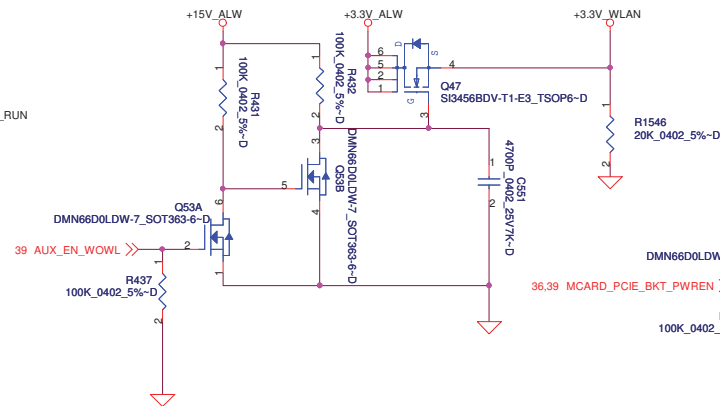 +15V_ALW
+3.3V_ALW
+3.3V_WLAN
_RUN
1
R431
100K_0402_5%~D
2
1
R432
100K_0402_5%~D
2
6
5
2
1
D
S
G
4
3
Q47
SI3456BDV-T1-E3_TSOP6~D
1
R1546
20K_0402_5%~D
2
3
5
4
Q53B
DMN66D0LDW-7_SOT363-6~D
1
C551
4700P_0402_25V7K~D
2
Q53A
DMN66D0LDW-7_SOT363-6~D
6
2
1
39 AUX_EN_WOWL
1
R437
100K_0402_5%~D
2
DMN66D0LDW
36,39 MCARD_PCIE_BKT_PWREN
100K_0402_